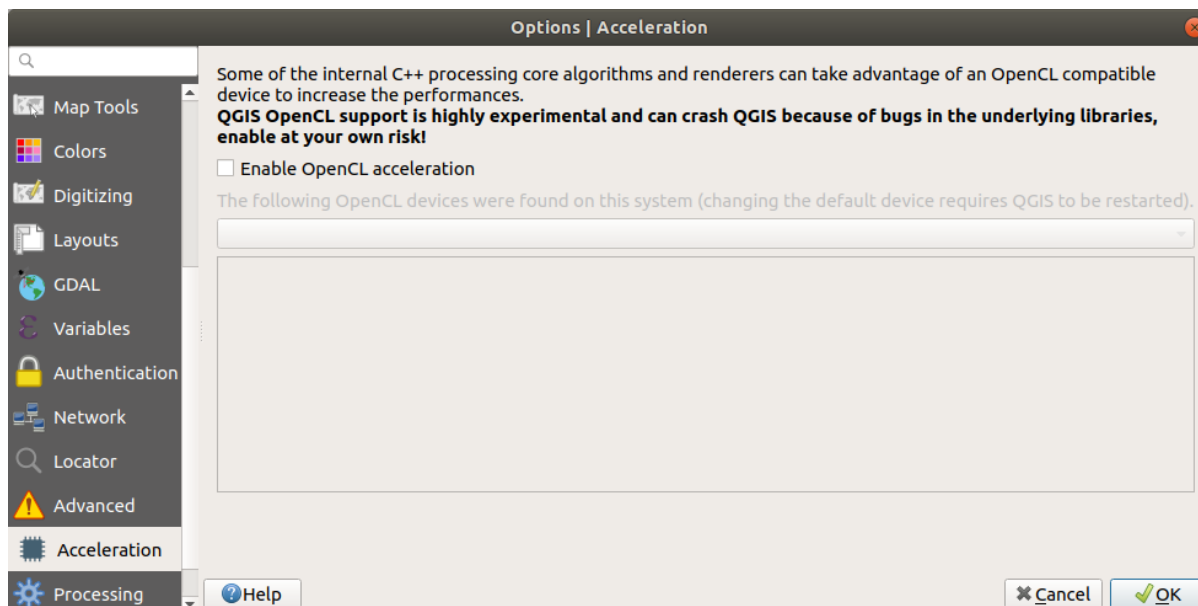 Options | Acceleration
Map Tools
Colors
Digitizing
Layouts
GDAL
Variables
Authentication
Network
Locator
Advanced
Acceleration
Processing
Some of the internal C++ processing core algorithms and renderers can take advantage of an OpenCL compatible
device to increase the performances.
QGIS OpenCL support is highly experimental and can crash QGIS because of bugs in the underlying libraries,
enable at your own risk!
Enable OpenCL acceleration
The following OpenCL devices were found on this system (changing the default device requires QGIS to be restarted).
Help
Cancel
OK